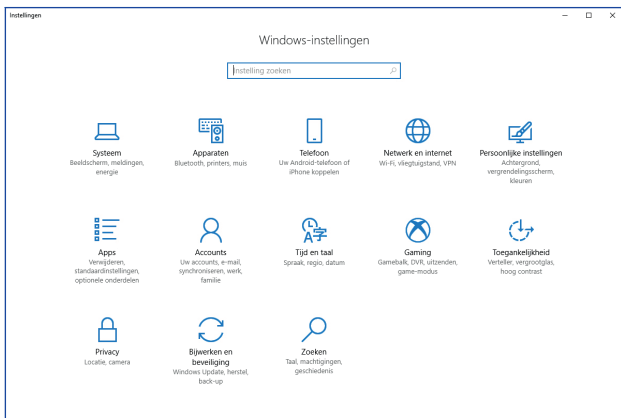 Instellingen
Windows-instellingen
Instelling zoeken
Systeem
Beeldscherm, meldingen,
energie
Apparaten
Bluetooth, printers, muis
Telefoon
Uw Android-telefoon of
iPhone koppelen
Netwerk en internet
Wi-Fi, vliegtuigstand, VPN
Persoonlijke instellingen
Achtergrond,
vergrendelingsscherm,
kleuren
Apps
Verwijderen,
standaardinstellingen,
optionele onderdelen
Accounts
Uw accounts, e-mail,
synchroniseren, werk,
familie
Tijd en taal
Spraak, regio, datum
Gaming
Gamebalk, DVR, uitzenden,
game-modus
Toegankelijkheid
Verteller, vergrootglas,
hoog contrast
Privacy
Locatie, camera
Bijwerken en
beveiliging
Windows Update, herstel,
back-up
Zoeken
Taal, machtigingen,
geschiedenis